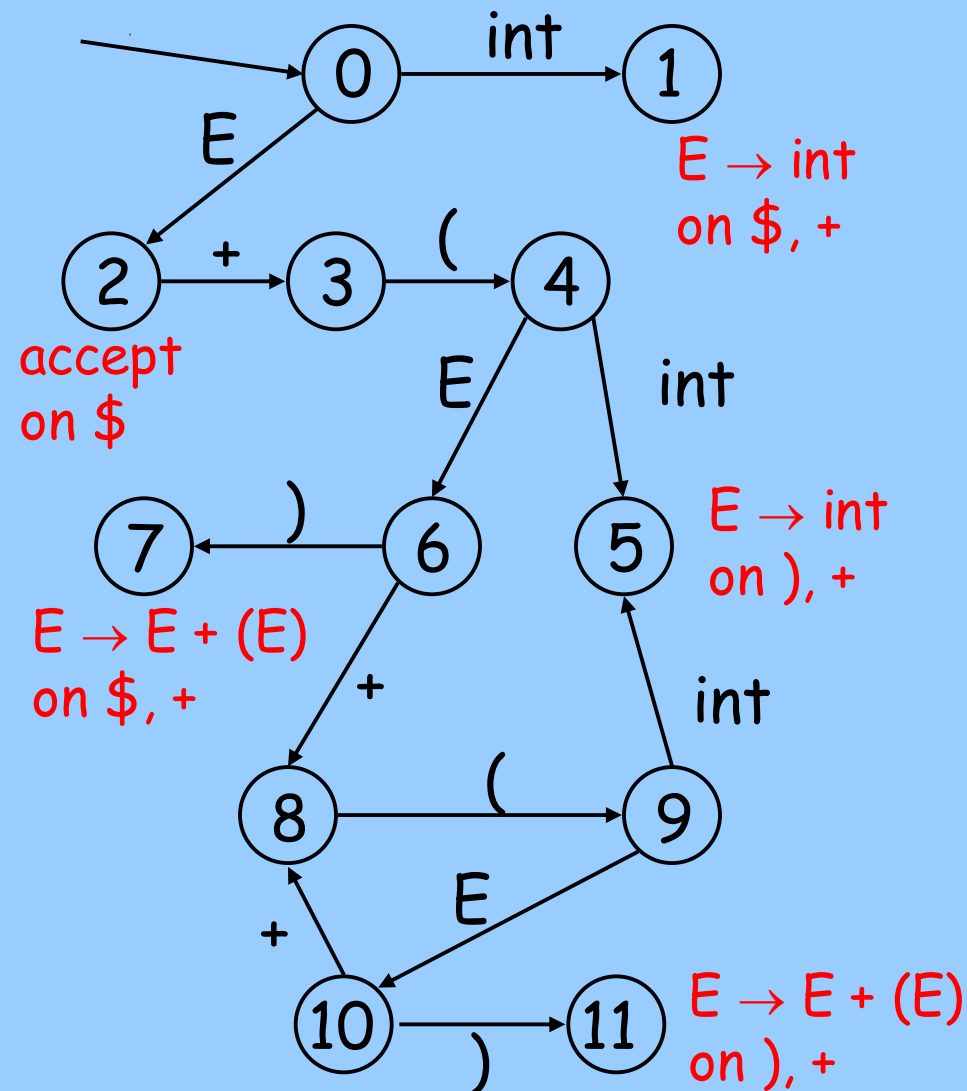 int
0
1
E
E → int
on $, +
+
(
2
3
4
accept
on $
E
int
)
7
6
5
E → int
on ), +
E → E + (E)
on $, +
+
int
(
8
9
E
+
10
11
)
E → E + (E)
on ), +